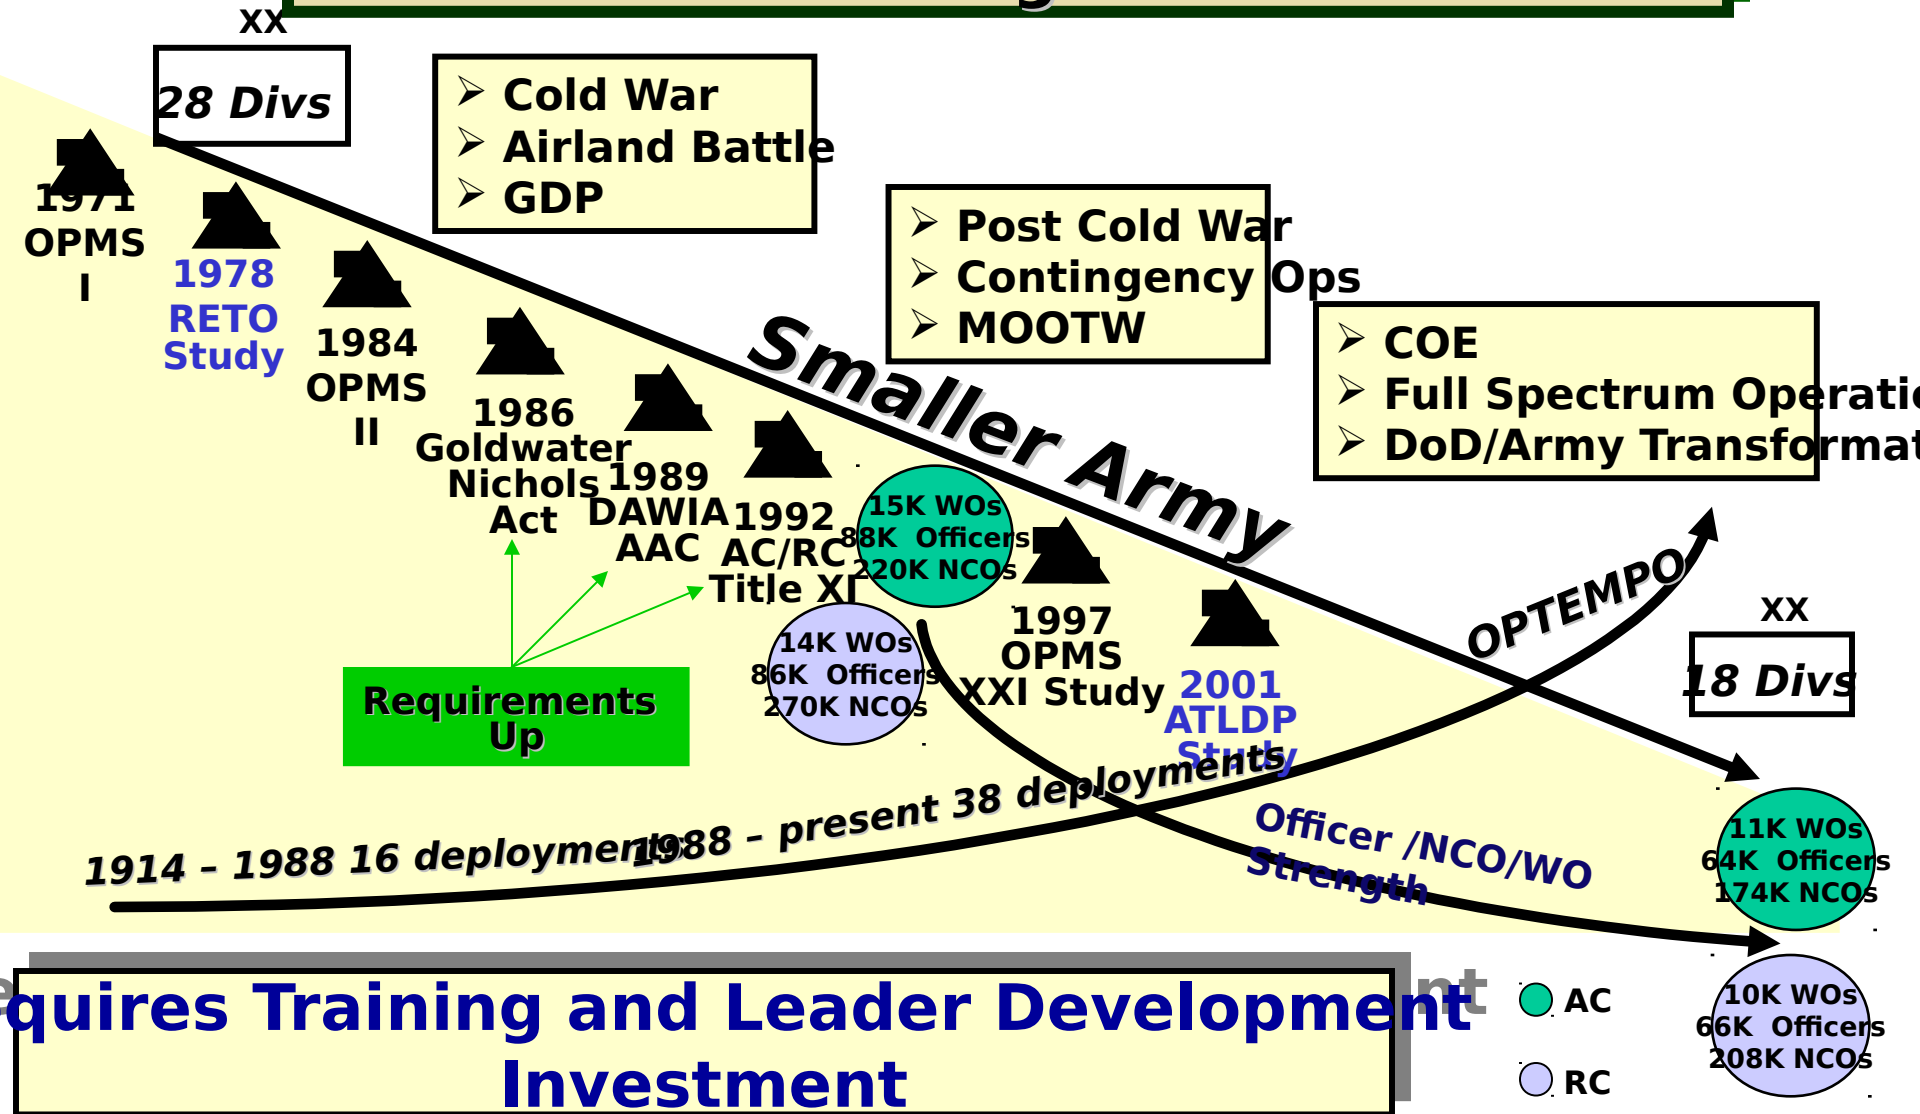 XX
28 Divs
Cold War
Airland Battle
GDP
Post Cold War
Contingency Ops
MOOTW
COE
Full Spectrum
DoD/Army
1971
OPMS
I
1978
RETO
Study
1984
OPMS
II
1986
Goldwater
Nichols
Act
1989
DAWIA
AAC
1992
AC/RC
Title XI
Smaller Army
15K WOs
88K Officers
220K NCOs
14K WOs
86K Officers
270K NCOs
1997
OPMS
XXI Study
2001
ATLDP
Study
OPTEMPO
XX
18 Divs
Requirements
Up
1914 – 1988 16 deployments
1988 – present 38 deployments
Officer /NCO/WO
Strength
11K WOs
64K Officers
174K NCOs
10K WOs
66K Officers
208K NCOs
quires Training and Leader Development
Investment
AC
RC